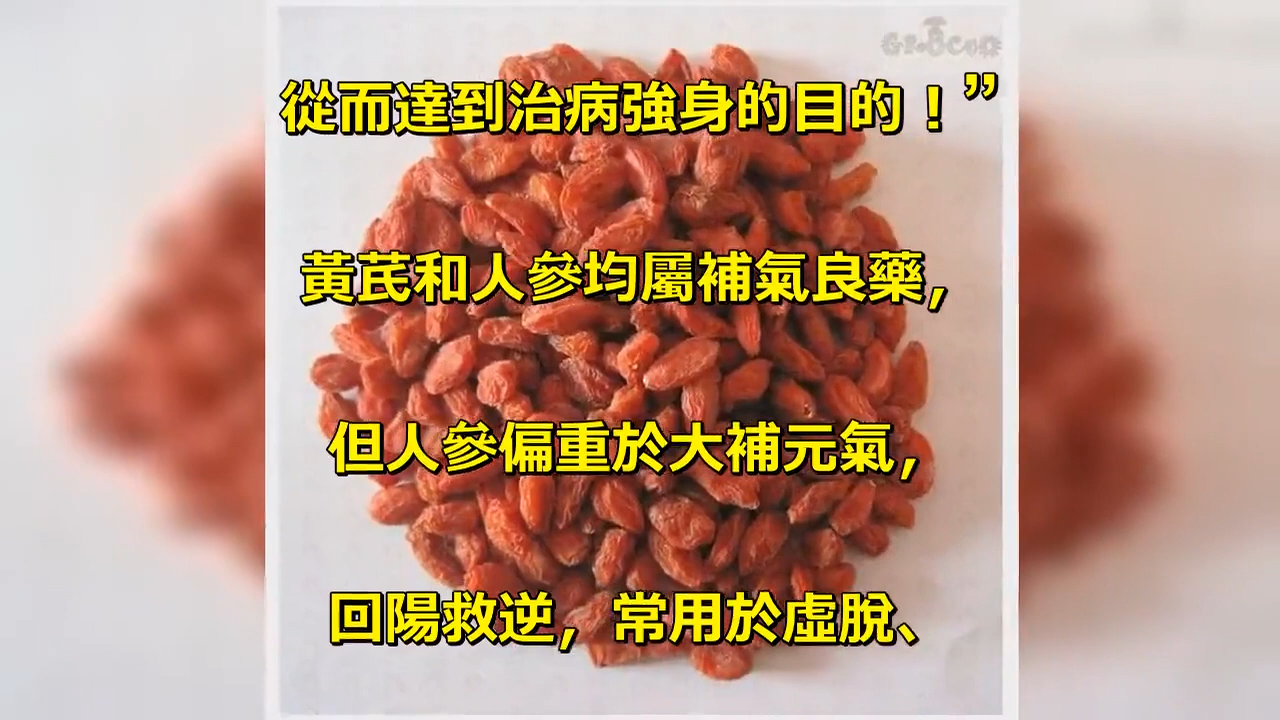 從而達到治病強身的目的！”
黃芪和人參均屬補氣良藥，
但人參偏重於大補元氣，
回陽救逆，常用於虛脫、